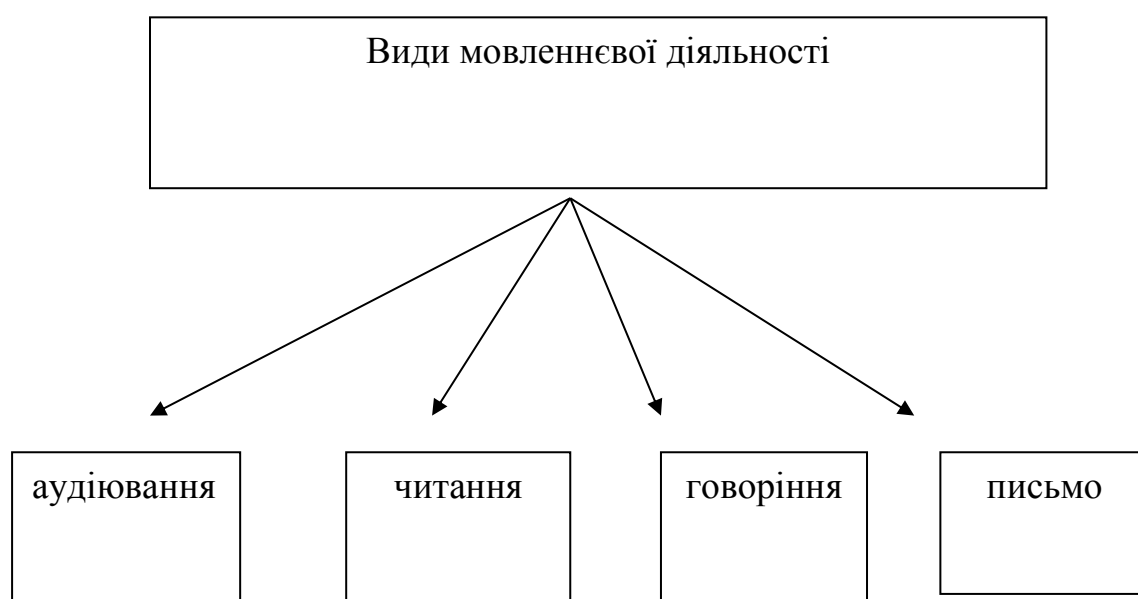 Види мовленнєвої діяльності
аудіювання
читання
говоріння
письмо